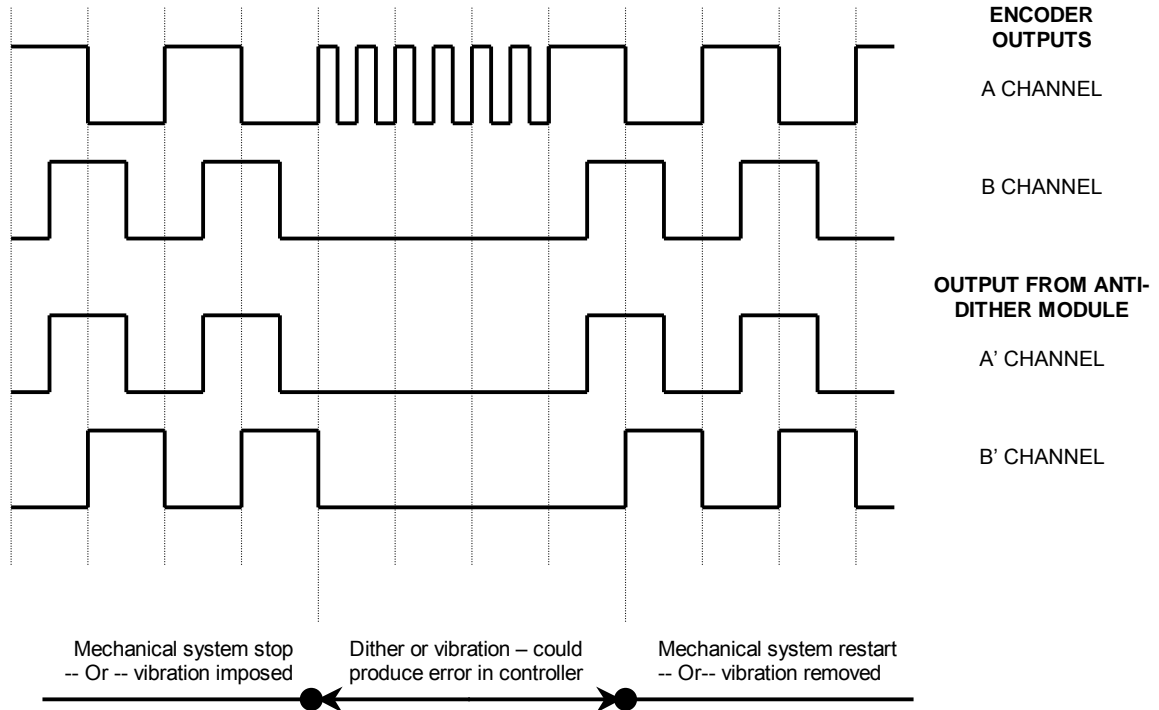 ENCODER
OUTPUTS
A CHANNEL
B CHANNEL
OUTPUT FROM ANTI-
DITHER MODULE
A’ CHANNEL
B’ CHANNEL
Mechanical system stop
-- Or -- vibration imposed
Dither or vibration – could
produce error in controller
Mechanical system restart
-- Or-- vibration removed